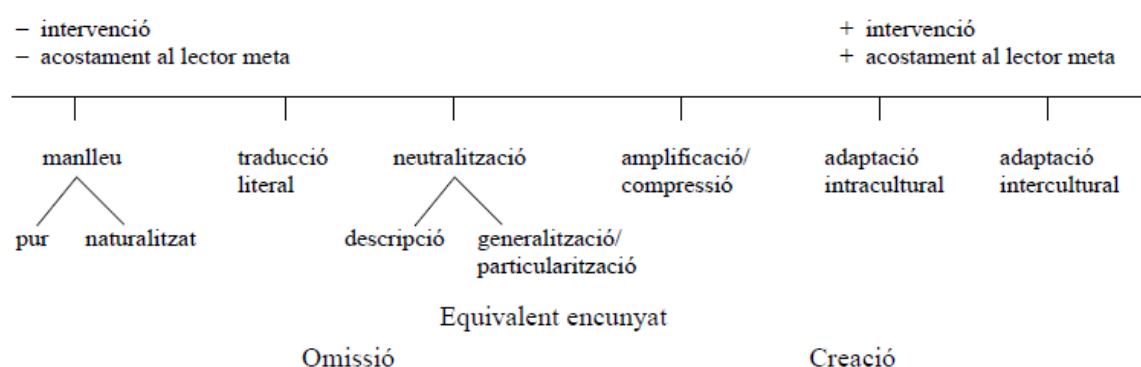 − intervenció
− acostament al lector meta
+ intervenció
+ acostament al lector meta
manlleu
traducció
literal
neutralització
amplificació/
compressió
adaptació
intracultural
adaptació
intercultural
pur
naturalitzat
descripció
generalització/
particularització
Equivalent encunyat
Omissió
Creació